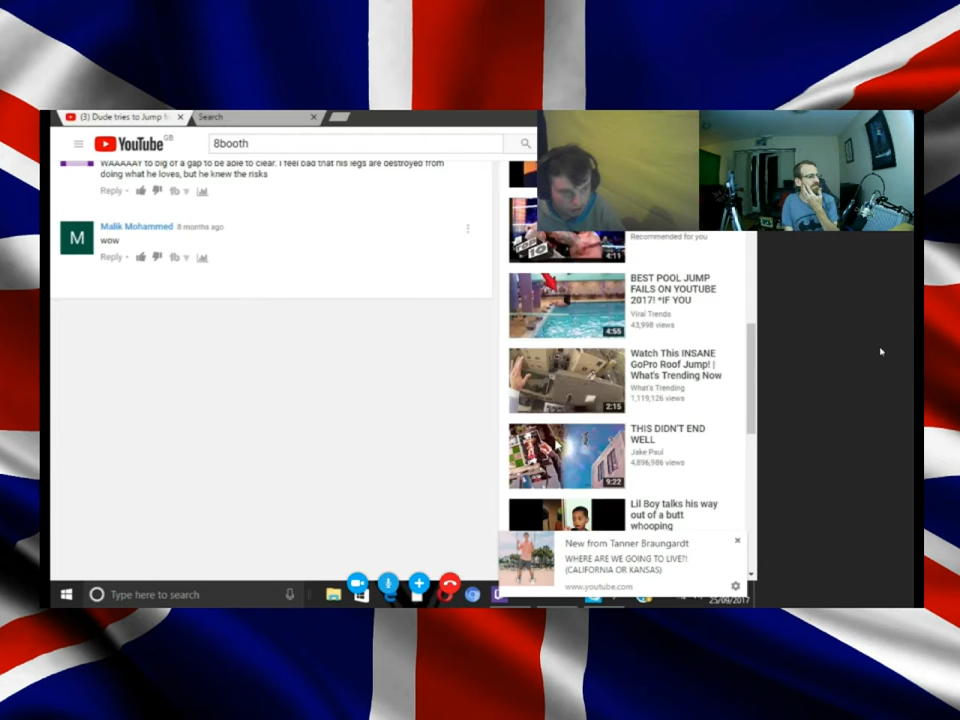 (3) Dude tries to Jump f
Search
YouTube GB
8booth
WAAAAAY to big of a gap to be able to clear. I feel bad that his legs are destroyed from
doing what he loves, but he knew the risks
Reply
Malik Mohammed 8 months ago
M
wow
Reply
TOP 10
4:11
Recommended for you
BEST POOL JUMP
FAILS ON YOUTUBE
2017! *IF YOU
Viral Trends
43,998 views
4:55
Watch This INSANE
GoPro Roof Jump! |
What's Trending Now
What's Trending
1,119,126 views
2:15
THIS DIDN'T END
WELL
Jake Paul
4,896,986 views
9:22
Lil Boy talks his way
out of a butt
whooping
New from Tanner Braungardt
WHERE ARE WE GOING TO LIVE?!
(CALIFORNIA OR KANSAS)
www.youtube.com
Type here to search
25/09/2017